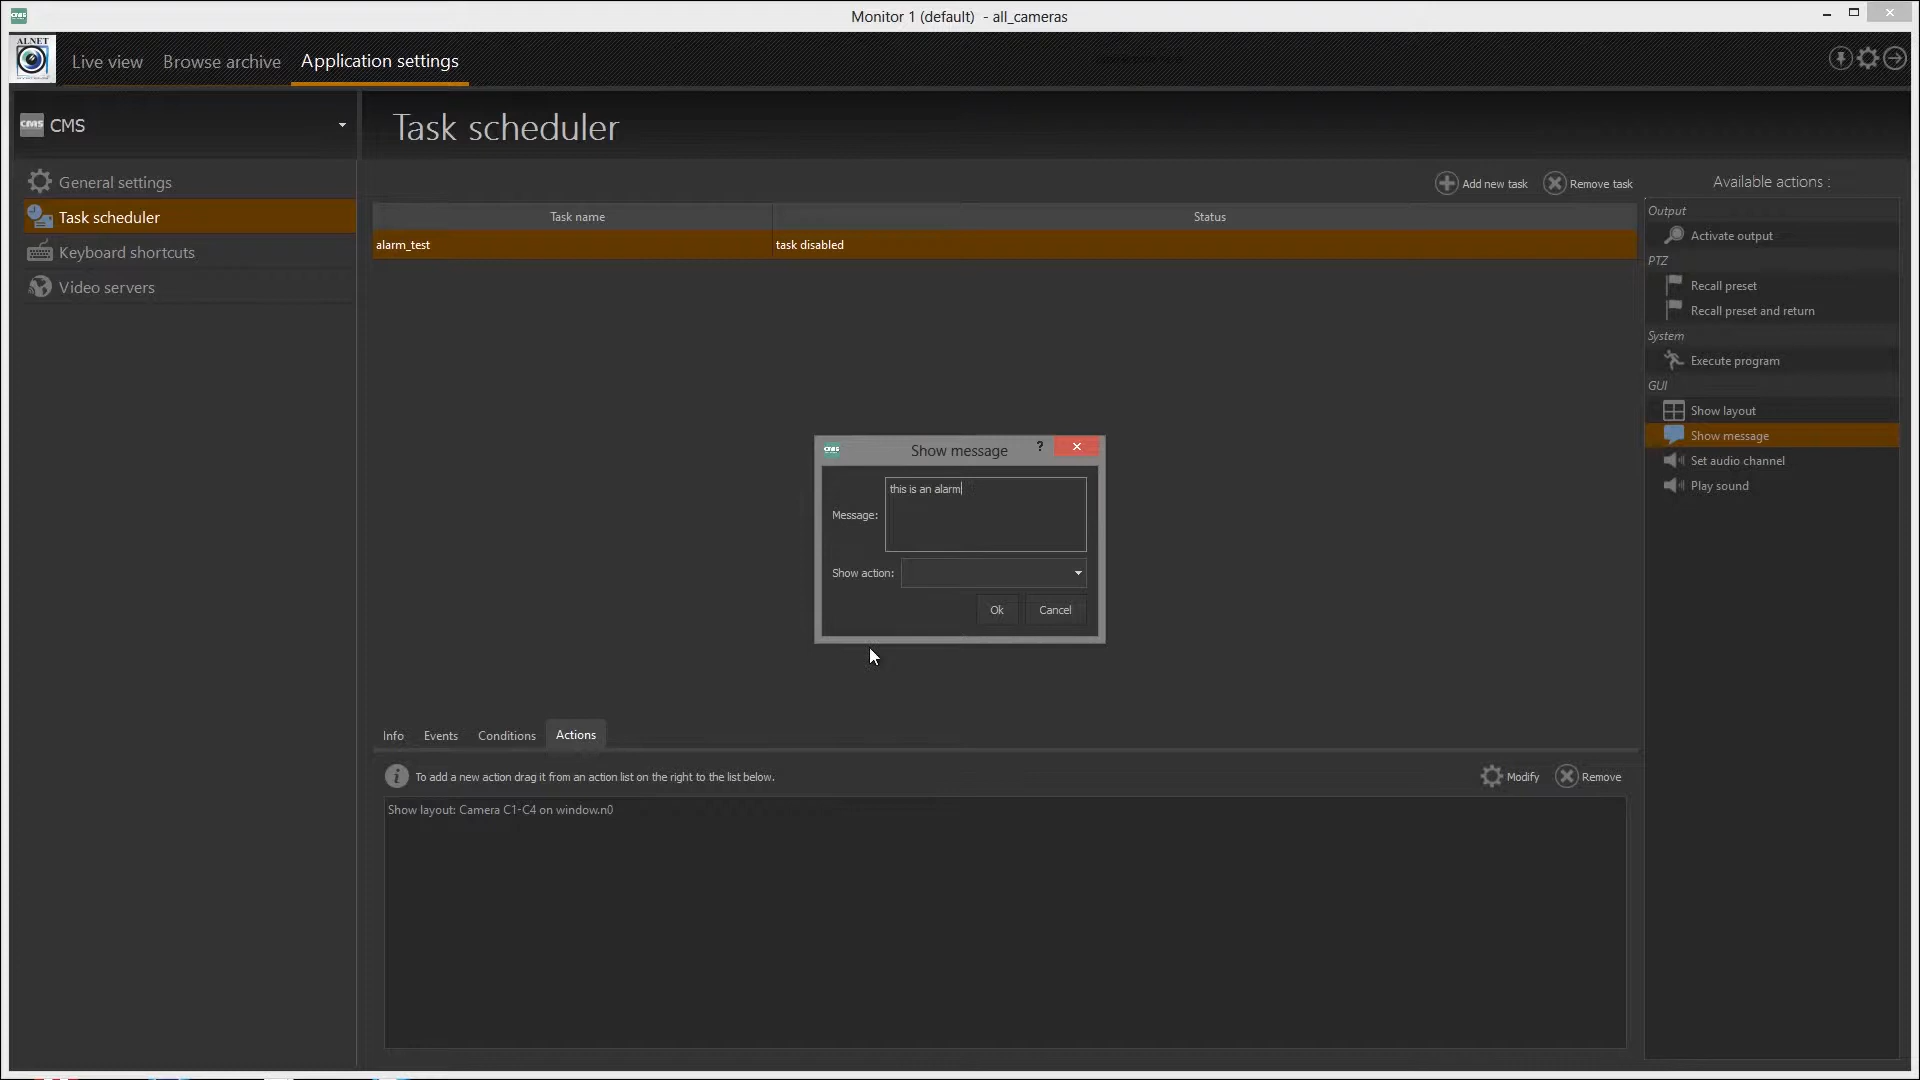 CMS
Monitor 1 (default) - all_cameras
ALNET
Live view
Browse archive
Application settings
CMS CMS
Task scheduler
General settings
Task scheduler
Keyboard shortcuts
Video servers
Add new task
Remove task
Task name
Status
alarm_test
task disabled
Available actions :
Output
Activate output
PTZ
Recall preset
Recall preset and return
System
Execute program
GUI
Show layout
Show message
Set audio channel
Play sound
CMS
Show message
?
Message:
this is an alarm
Show action:
Ok
Cancel
Info
Events
Conditions
Actions
To add a new action drag it from an action list on the right to the list below.
Modify
Remove
Show layout: Camera C1-C4 on window.n0